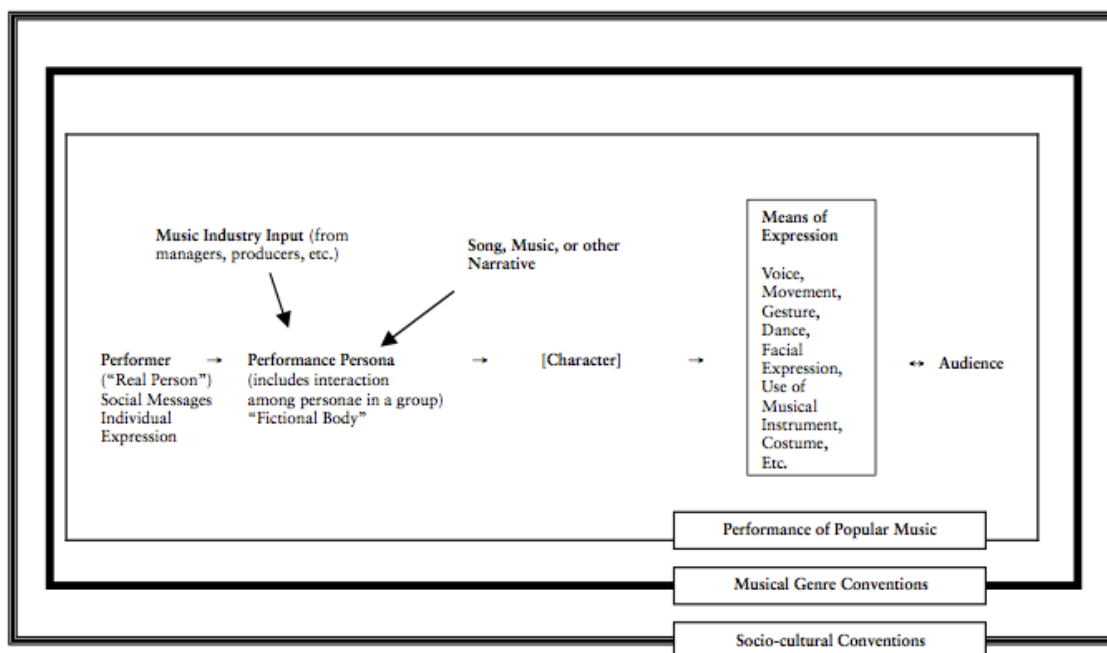 Music Industry Input (from
managers, producers, etc.)
Song, Music, or other
Narrative
Performer
("Real Person")
Social Messages
Individual
Expression
→
Performance Persona
(includes interaction
among personae in a group)
"Fictional Body"
→
[Character]
→
Means of
Expression
Voice,
Movement,
Gesture,
Dance,
Facial
Expression,
Use of
Musical
Instrument,
Costume,
Etc.
↔
Audience
Performance of Popular Music
Musical Genre Conventions
Socio-cultural Conventions